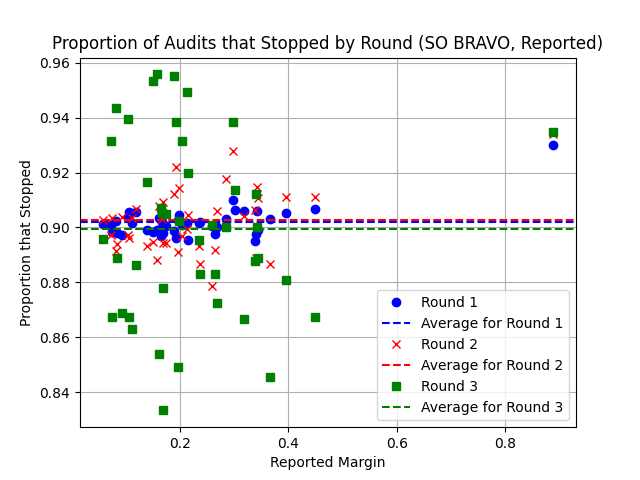 Proportion of Audits that Stopped by Round (SO BRAVO, Reported)
0.96
0.94
0.92
0.90
0.88
0.86
0.84
Proportion that Stopped
0.2
0.4
0.6
0.8
Reported Margin
Round 1
Average for Round 1
Round 2
Average for Round 2
Round 3
Average for Round 3